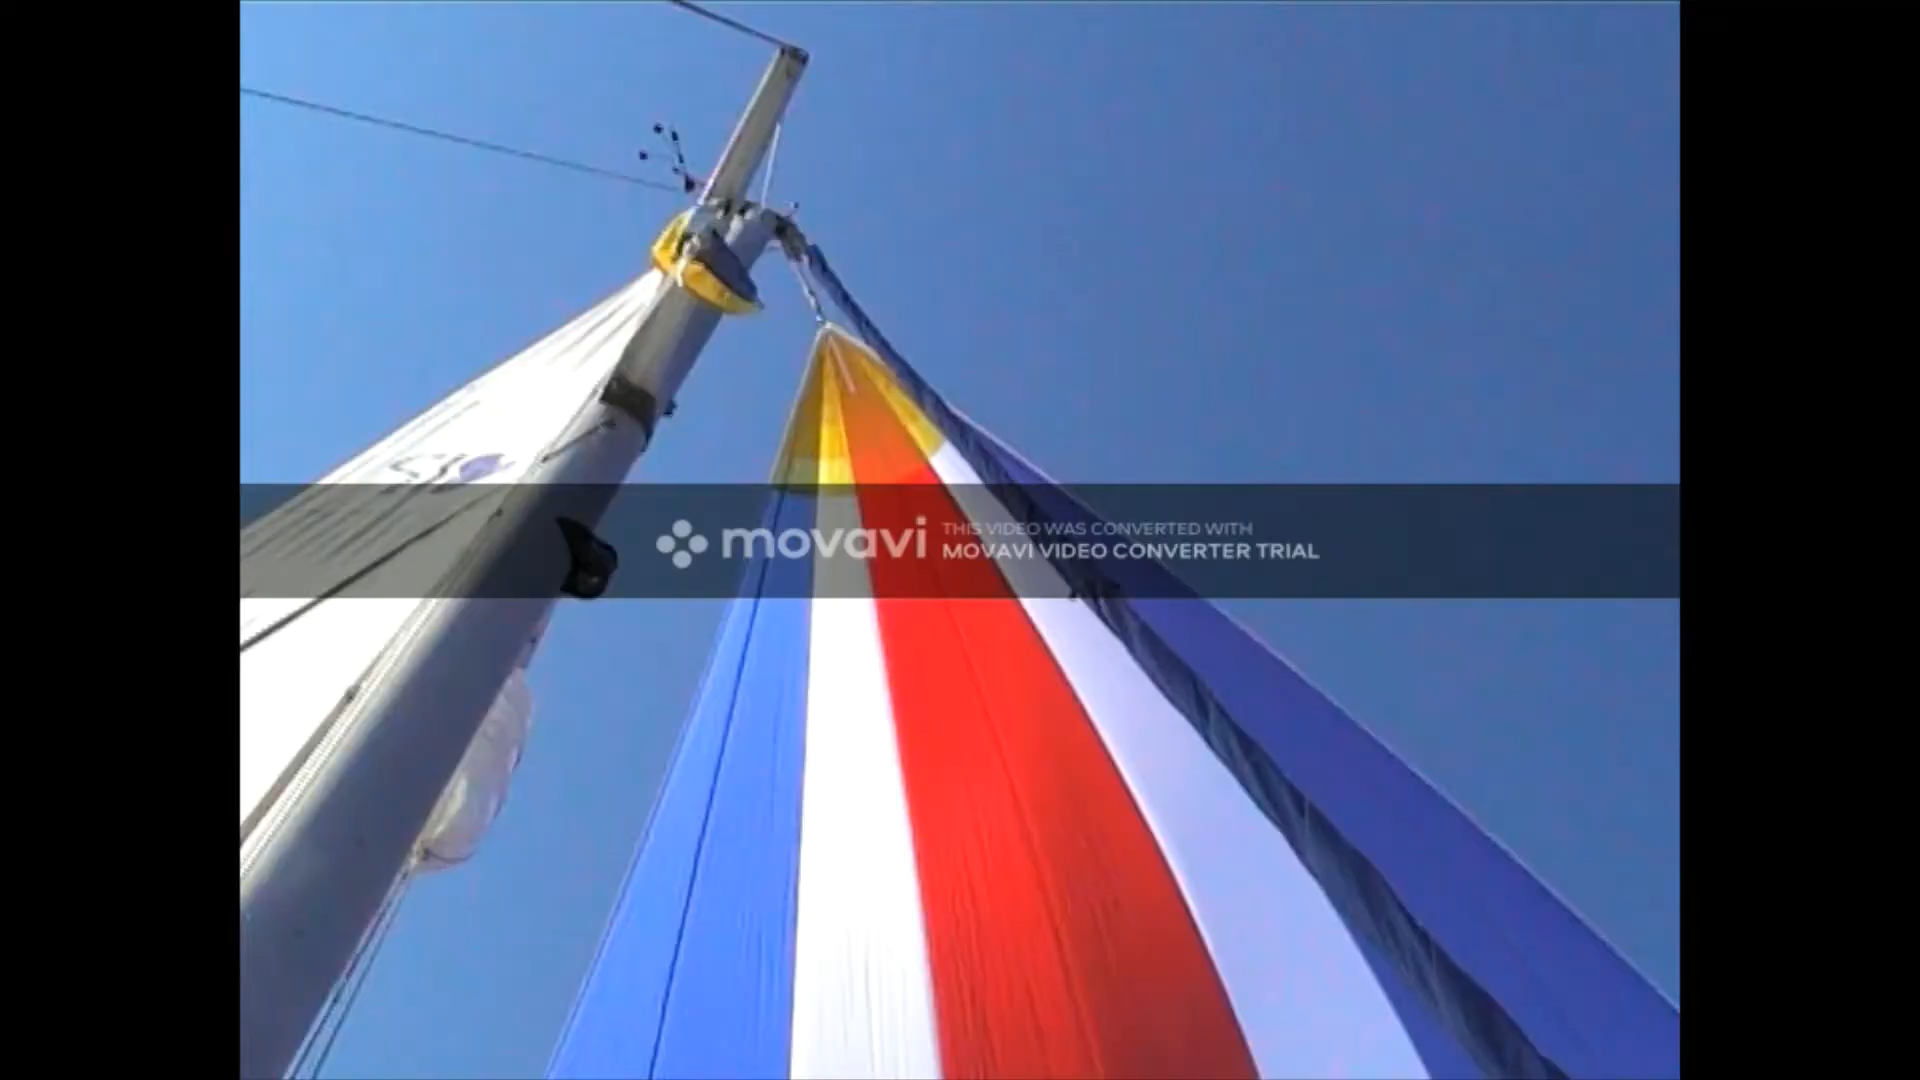 movavi
THIS VIDEO WAS CONVERTED WITH
MOVAVI VIDEO CONVERTER TRIAL